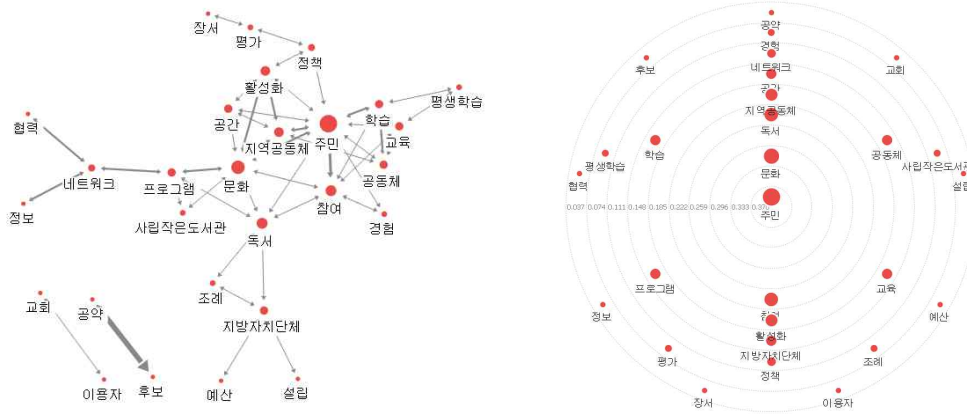 장서
평가
정책
활성화
평생학습
공간
학습
협력
지역공동체
주민
교육
네트워크
프로그램
문화
공동체
정보
사립작은도서관
참여
경험
독서
조례
교회
공약
지방자치단체
이용자
후보
예산
설립
공약
경험
후보
네트워크
교회
공간
지역공동체
독서
학습
공동체
평생학습
문화
사립작은도서관
협력
주민
0.037 0.074 0.111 0.148 0.185 0.222 0.259 0.296 0.333 0.370
프로그램
교육
정보
예산
활성화
지방자치단체
평가
정책
조례
장서
이용자